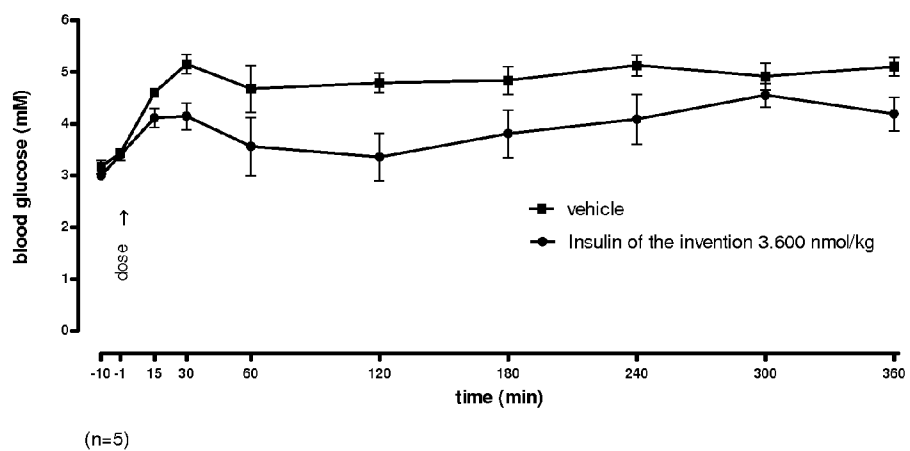 6
5
4
3
2
1
0
blood glucose (mM)
dose →
vehicle
Insulin of the invention 3.600 nmol/kg
-10 -1 15 30 60 120 180 240 300 360
time (min)
(n=5)